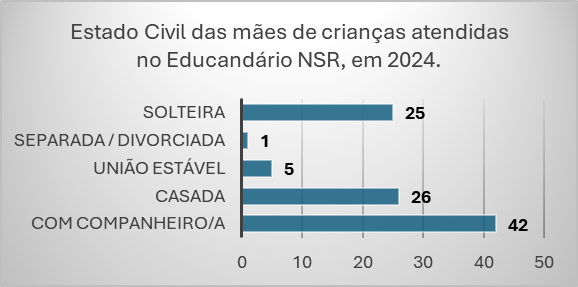 Estado Civil das mães de crianças atendidas
no Educandário NSR, em 2024.
SOLTEIRA 25
SEPARADA / DIVORCIADA 1
UNIÃO ESTÁVEL 5
CASADA 26
COM COMPANHEIRO/A 42
0 10 20 30 40 50